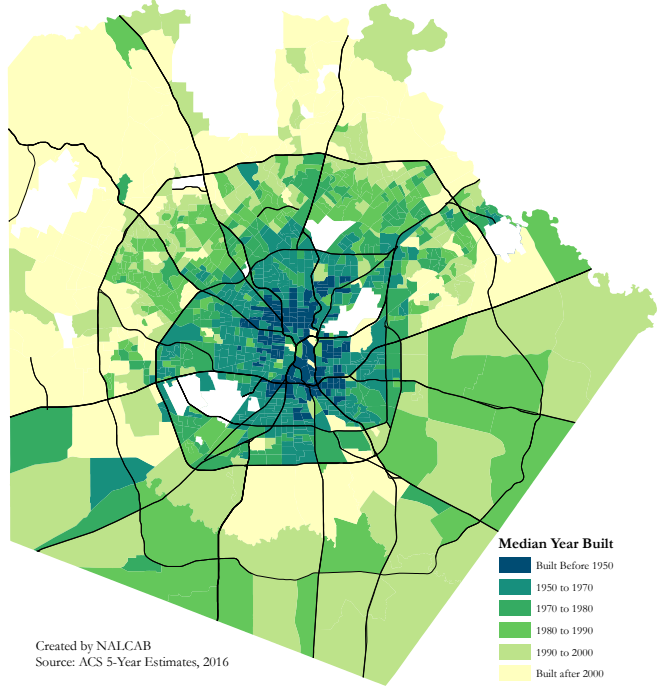 Median Year Built
Built Before 1950
1950 to 1970
1970 to 1980
1980 to 1990
1990 to 2000
Built after 2000
Created by NALCAB
Source: ACS 5-Year Estimates, 2016